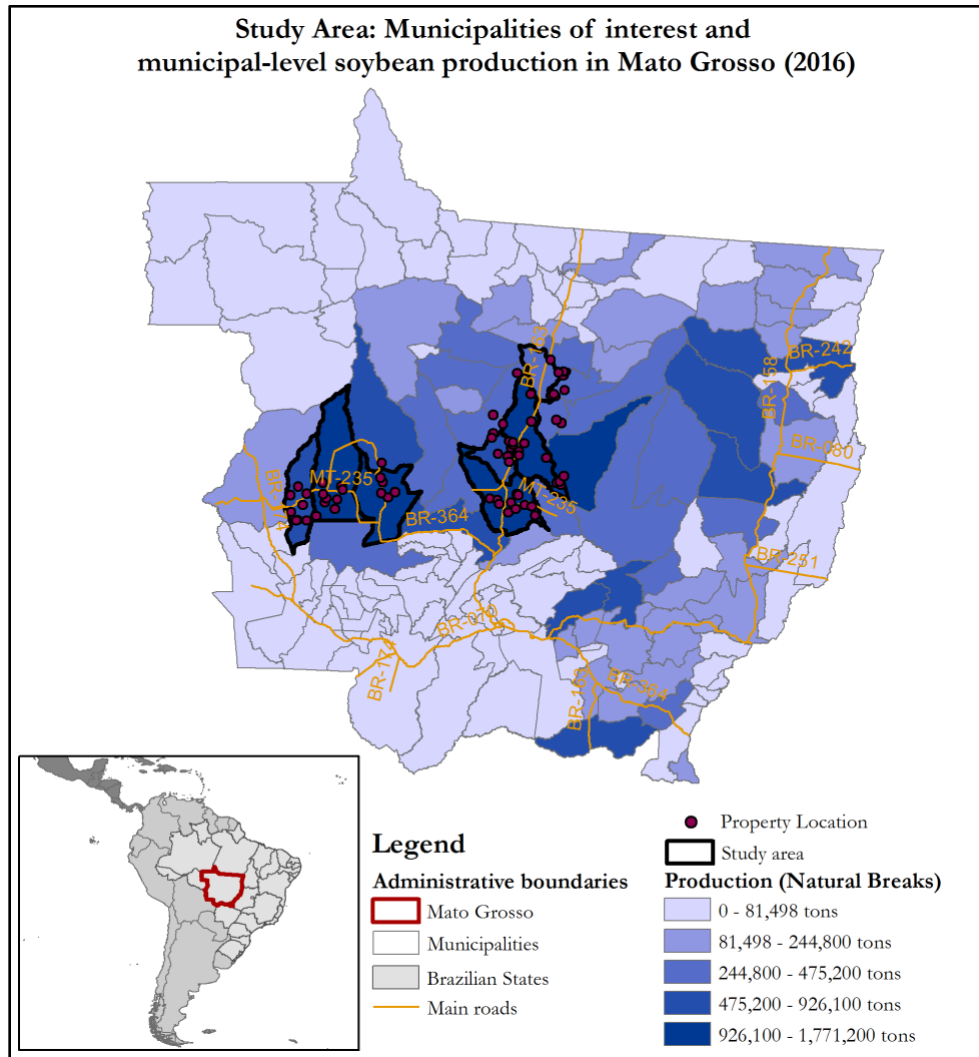 Study Area: Municipalities of interest and
municipal-level soybean production in Mato Grosso (2016)
BR-163
BR-242
BR-158
BR-080
MT-235
MT-235
BR-364
BR-251
BR-070
BR-174
BR-163
BR-364
Legend
Administrative boundaries
Mato Grosso
Municipalities
Brazilian States
Main roads
Property Location
Study area
Production (Natural Breaks)
0 - 81,498 tons
81,498 - 244,800 tons
244,800 - 475,200 tons
475,200 - 926,100 tons
926,100 - 1,771,200 tons